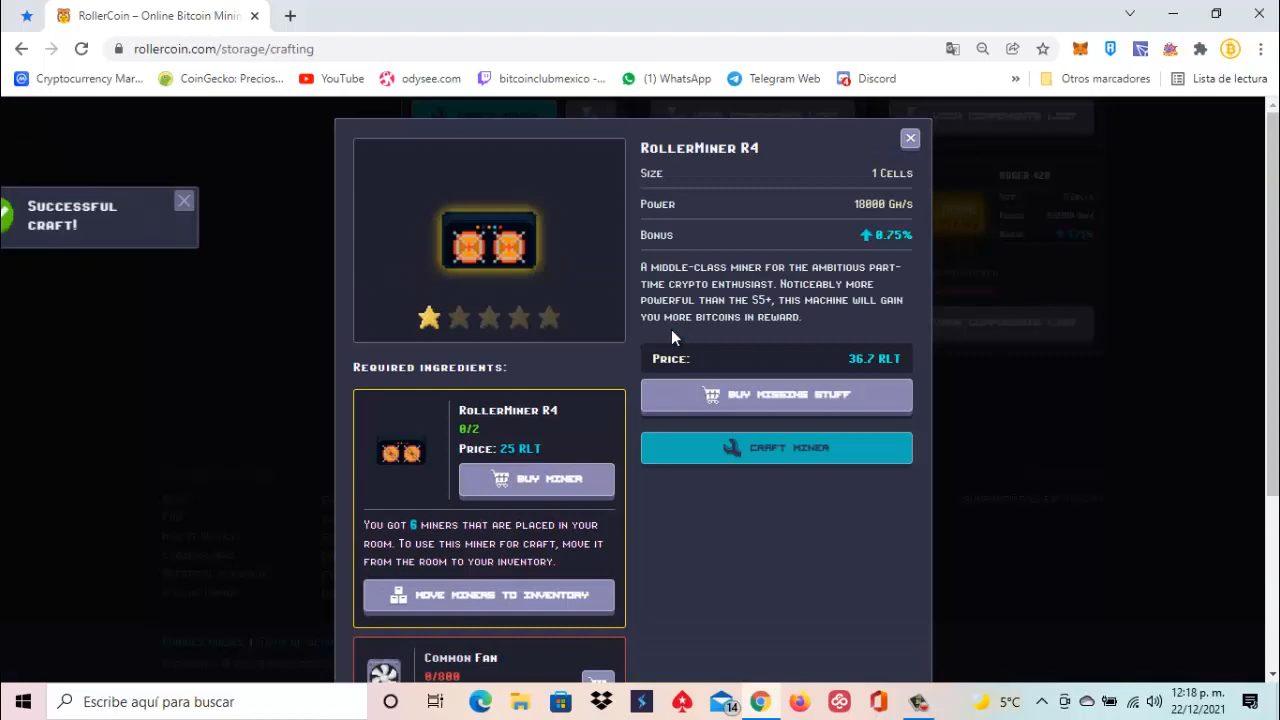 RollerCoin – Online Bitcoin Minin
rollercoin.com/storage/crafting
Cryptocurrency Mar...
CoinGecko: Precios...
YouTube
odysee.com
bitcoinclubmexico - ...
(1) WhatsApp
Telegram Web
Discord
»
Otros marcadores
Lista de lectura
Successful
craft!
RollerMiner R4
Size
1 Cells
Power
18000 Gh/s
Bonus
0.75%
A middle-class miner for the ambitious part-
time crypto enthusiast. Noticeably more
powerful than the S5+, this machine will gain
you more bitcoins in reward.
Price:
36.7 RLT
Buy missing stuff
Craft miner
Required ingredients:
RollerMiner R4
0/2
Price: 25 RLT
Buy miner
You got 6 miners that are placed in your
room. To use this miner for craft, move it
from the room to your inventory.
Move miners to inventory
Common Fan
0/800
Escribe aquí para buscar
14
5°C
12:18 p. m.
22/12/2021